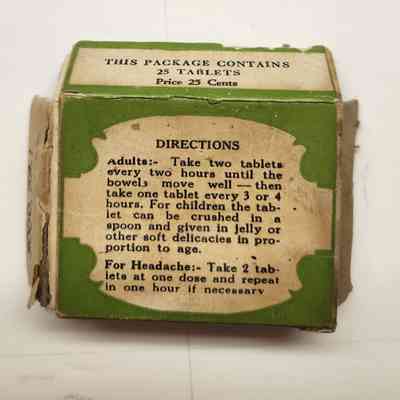 THIS PACKAGE CONTAINS
25 TABLETS
Price 25 Cents
DIRECTIONS
Adults:- Take two tablets
every two hours until the
bowels move well — then
take one tablet every 3 or 4
hours. For children the tab-
let can be crushed in a
spoon and given in jelly or
other soft delicacies in pro-
portion to age.
For Headache:- Take 2 tab-
lets at one dose and repeat
in one hour if necessary